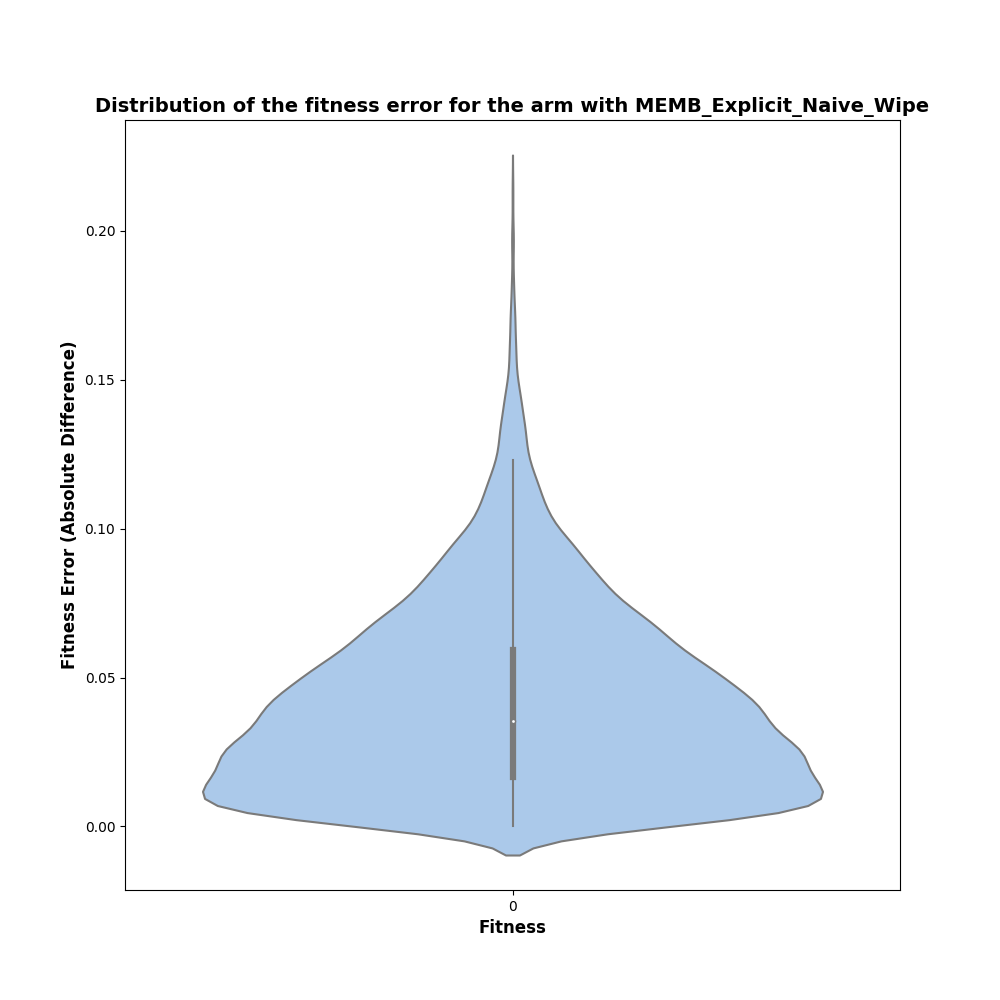 Distribution of the fitness error for the arm with MEMB_Explicit_Naive_Wipe
Fitness Error (Absolute Difference)
0.20
0.15
0.10
0.05
0.00
0
Fitness